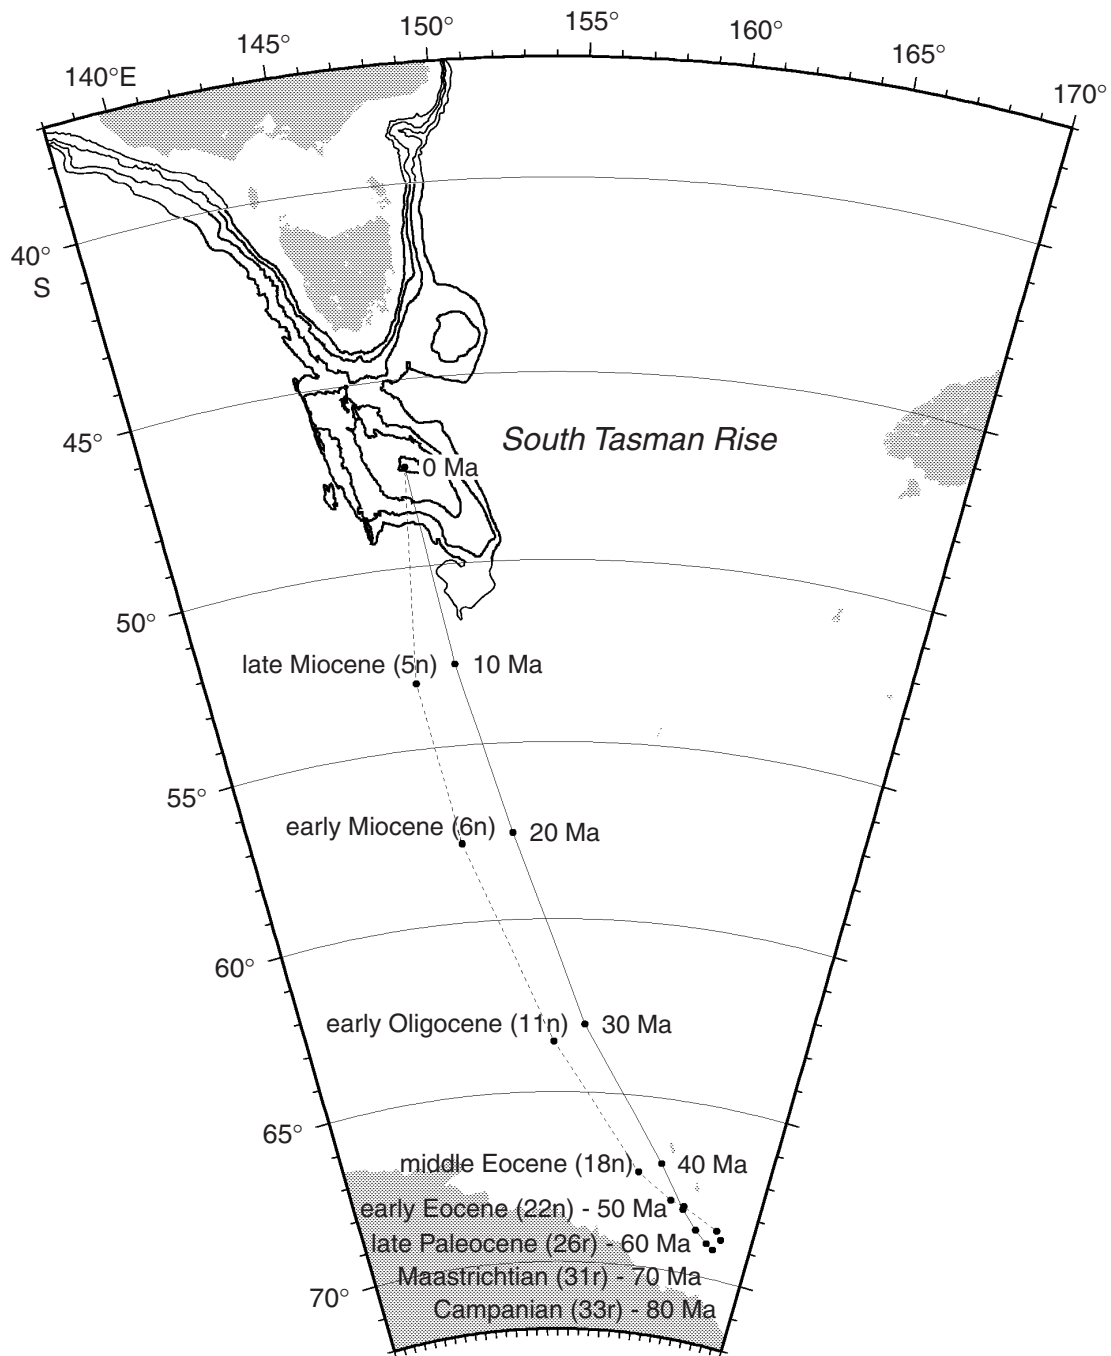 150°
155°
160°
145°
165°
140°E
170°
40°
S
45°
South Tasman Rise
0 Ma
50°
late Miocene (5n)
10 Ma
55°
early Miocene (6n)
20 Ma
60°
early Oligocene (11n)
30 Ma
65°
middle Eocene (18n)
40 Ma
early Eocene (22n) - 50 Ma
late Paleocene (26r) - 60 Ma
Maastrichtian (31r) - 70 Ma
70°
Campanian (33r) - 80 Ma